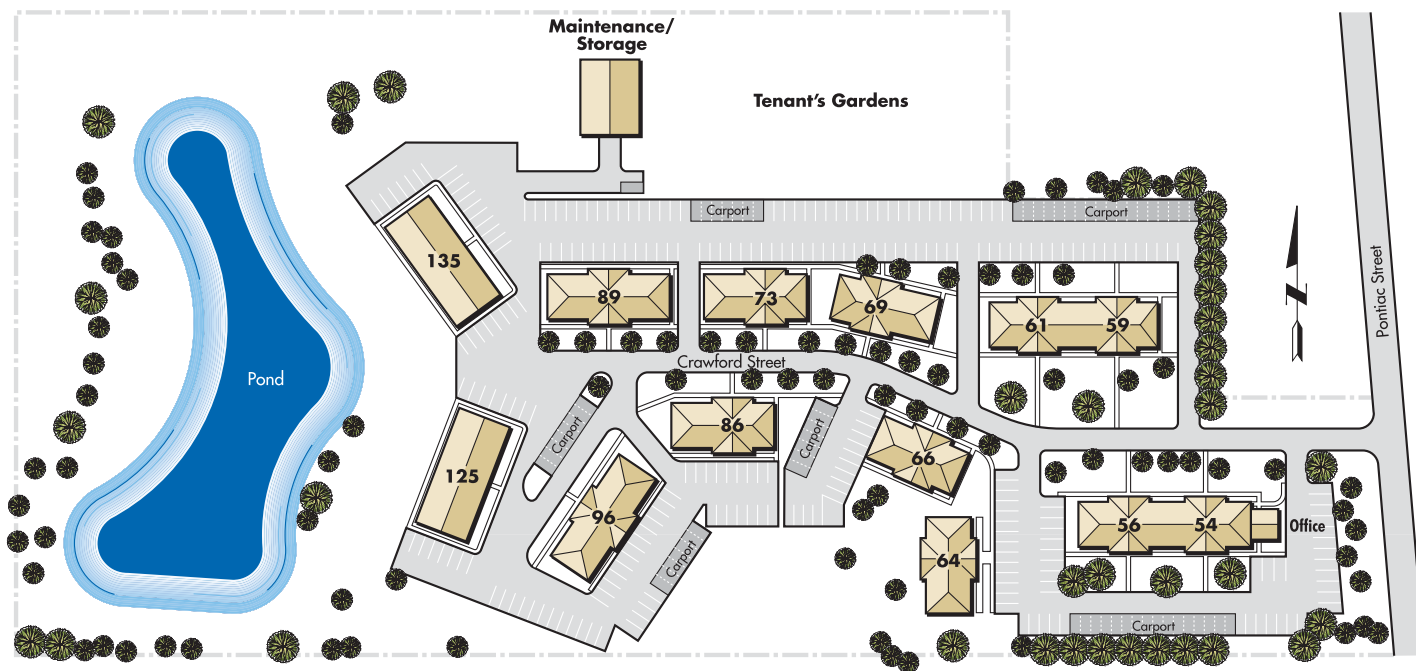 Maintenance/
Storage
Tenant's Gardens
Carport
Carport
135
89
73
69
61
59
Pontiac Street
N
Crawford Street
Pond
Carport
86
Carport
66
125
96
56
54
Office
Carport
64
Carport